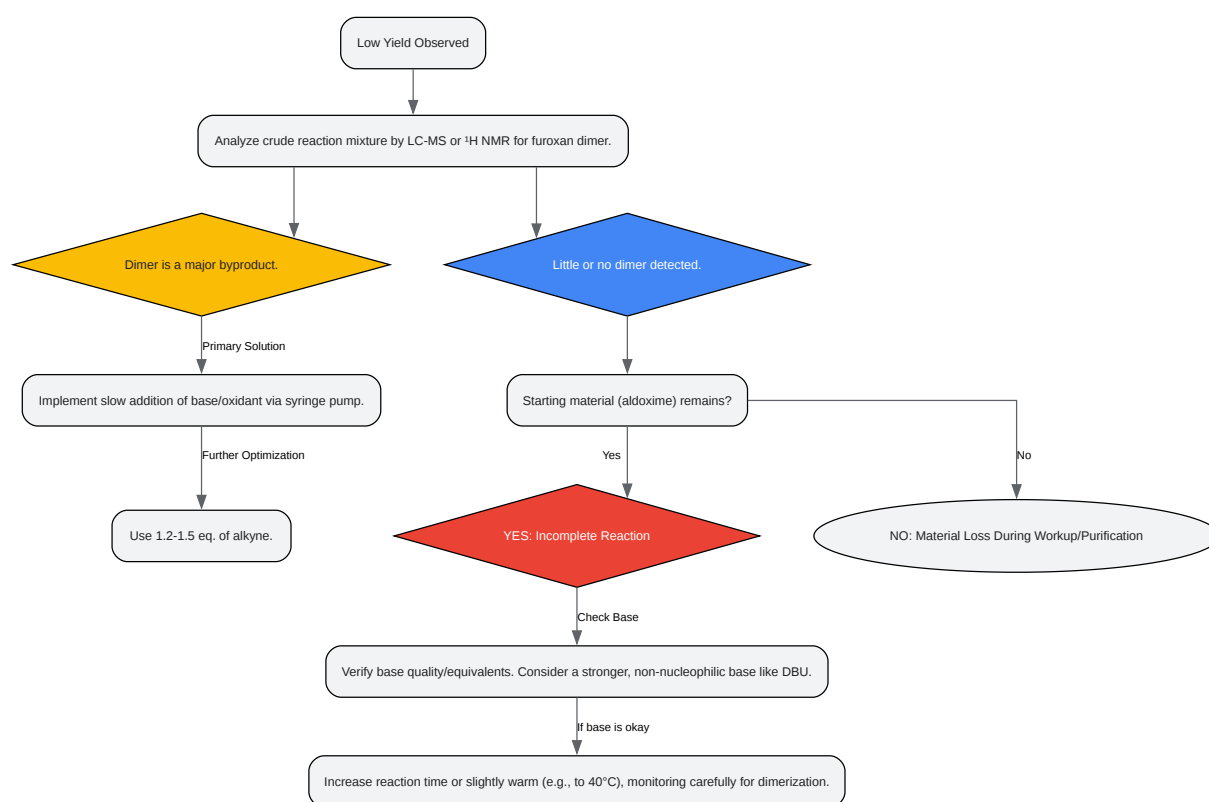 Low Yield Observed
Analyze crude reaction mixture by LC-MS or ¹H NMR for furoxan dimer.
Dimer is a major byproduct.
Little or no dimer detected.
Primary Solution
Implement slow addition of base/oxidant via syringe pump.
Starting material (aldoxime) remains?
Further Optimization
Yes
No
Use 1.2-1.5 eq. of alkyne.
YES: Incomplete Reaction
NO: Material Loss During Workup/Purification
Check Base
Verify base quality/equivalents. Consider a stronger, non-nucleophilic base like DBU.
If base is okay
Increase reaction time or slightly warm (e.g., to 40°C), monitoring carefully for dimerization.